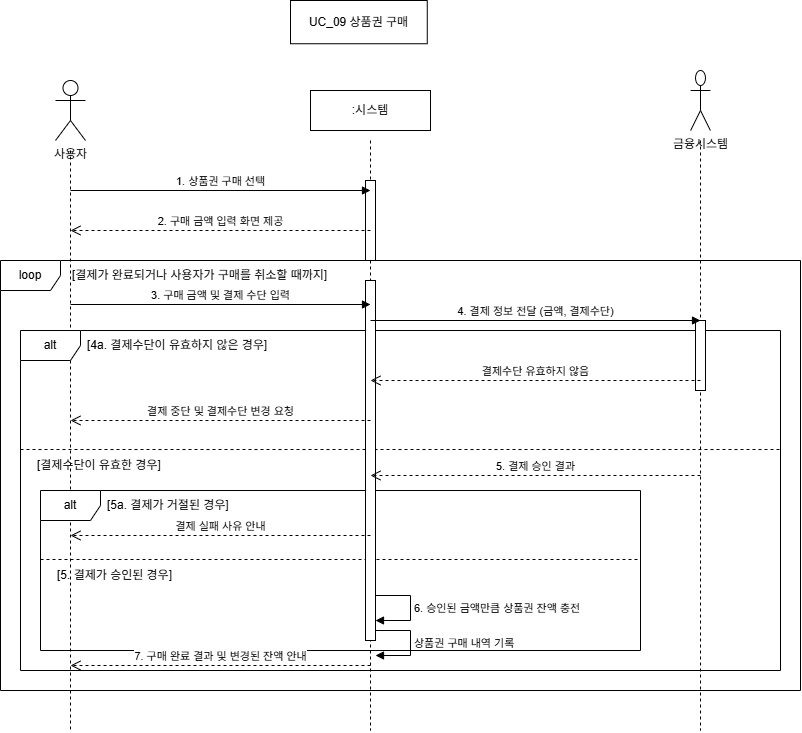 UC_09 상품권 구매
:시스템
사용자
금융시스템
1. 상품권 구매 선택
2. 구매 금액 입력 화면 제공
loop
[결제가 완료되거나 사용자가 구매를 취소할 때까지]
3. 구매 금액 및 결제 수단 입력
4. 결제 정보 전달 (금액, 결제수단)
alt
[4a. 결제수단이 유효하지 않은 경우]
결제수단 유효하지 않음
결제 중단 및 결제수단 변경 요청
[결제수단이 유효한 경우]
5. 결제 승인 결과
alt
[5a. 결제가 거절된 경우]
결제 실패 사유 안내
[5. 결제가 승인된 경우]
6. 승인된 금액만큼 상품권 잔액 충전
상품권 구매 내역 기록
7. 구매 완료 결과 및 변경된 잔액 안내